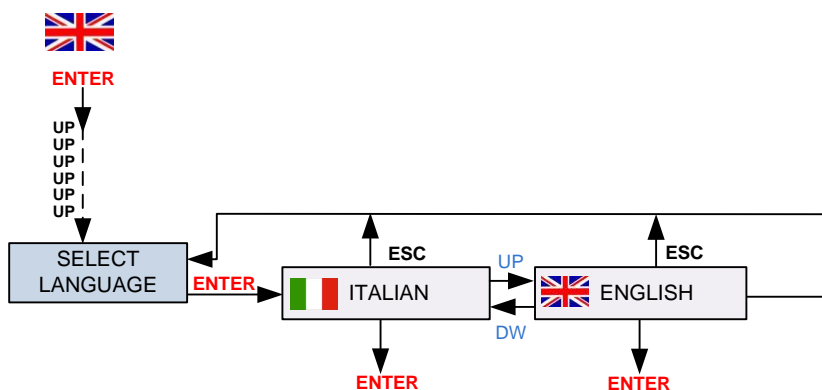 ENTER
UP
UP
UP
UP
UP
UP
SELECT
LANGUAGE
ENTER
ITALIAN
ESC
UP
DW
ENGLISH
ESC
ENTER
ENTER